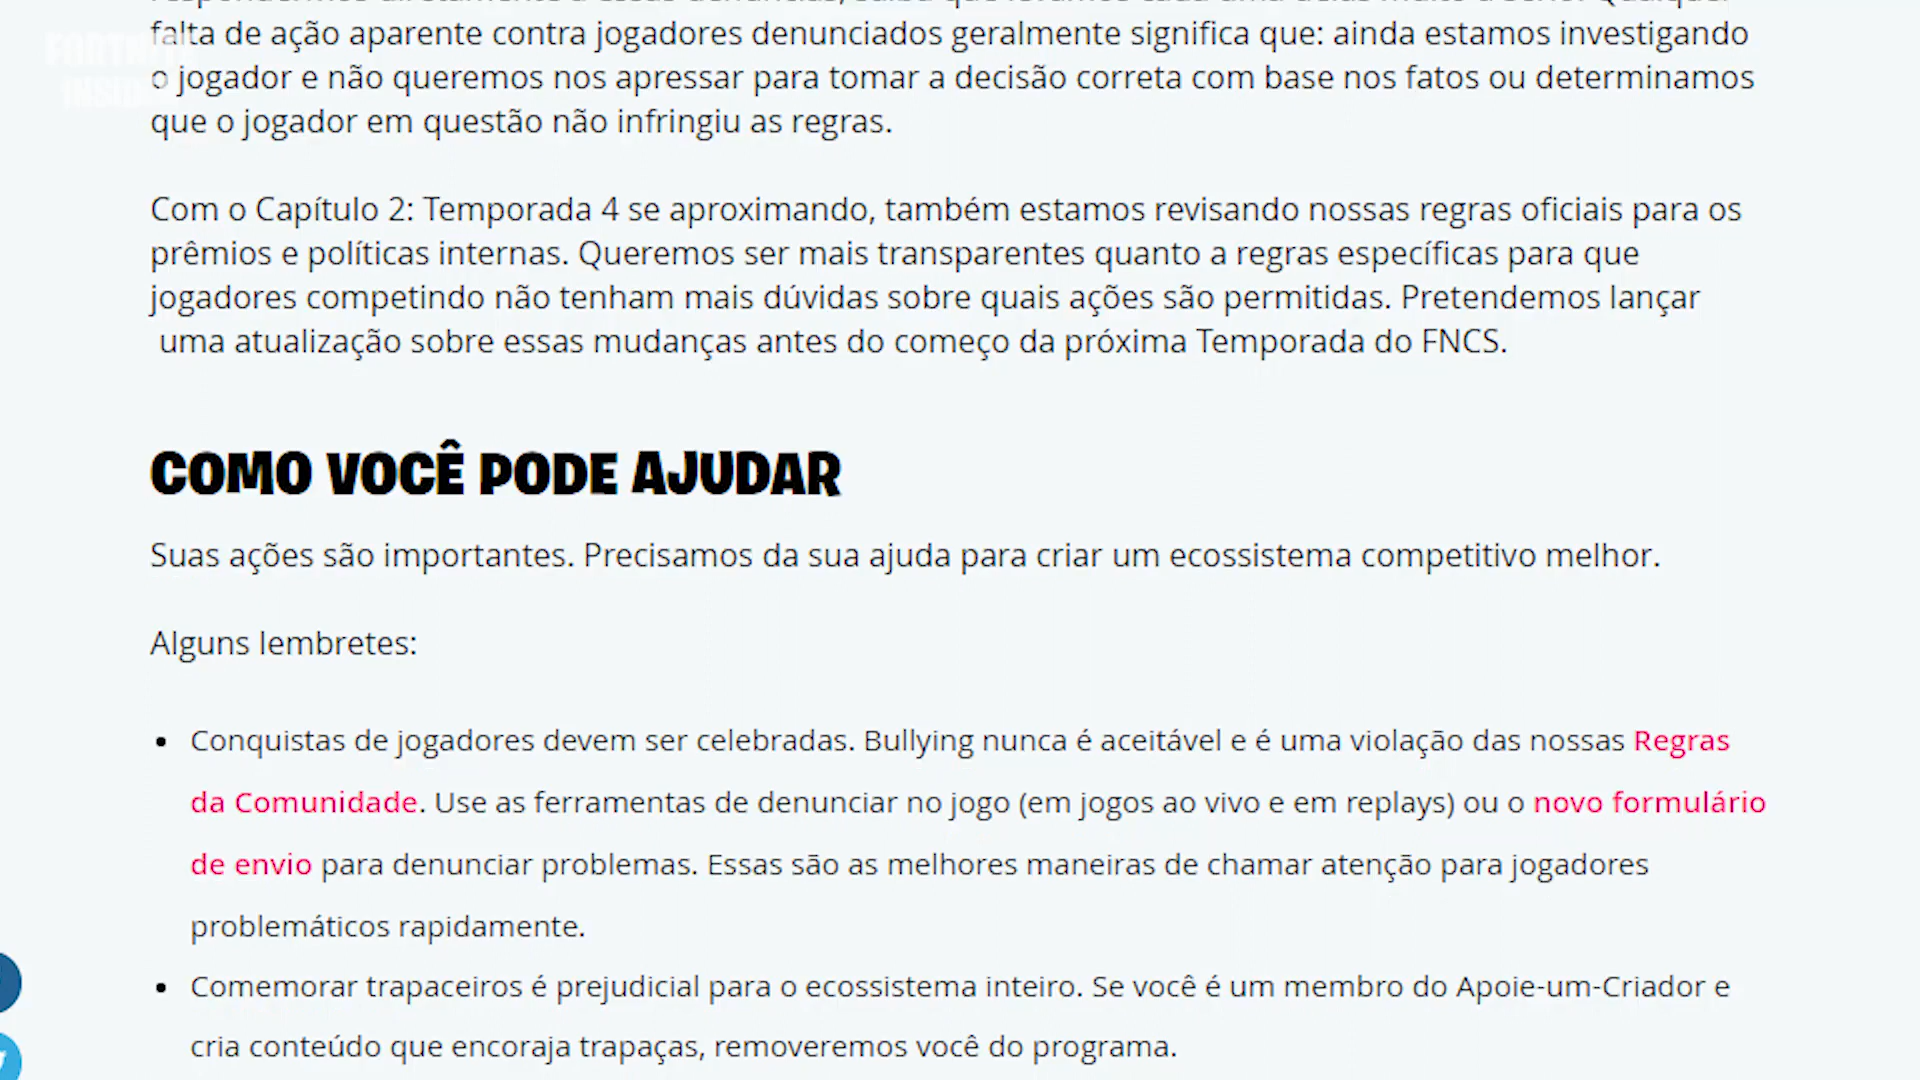 falta de ação aparente contra jogadores denunciados geralmente significa que: ainda estamos investigando
o jogador e não queremos nos apressar para tomar a decisão correta com base nos fatos ou determinamos
que o jogador em questão não infringiu as regras.
Com o Capítulo 2: Temporada 4 se aproximando, também estamos revisando nossas regras oficiais para os
prêmios e políticas internas. Queremos ser mais transparentes quanto a regras específicas para que
jogadores competindo não tenham mais dúvidas sobre quais ações são permitidas. Pretendemos lançar
uma atualização sobre essas mudanças antes do começo da próxima Temporada do FNCS.
COMO VOCÊ PODE AJUDAR
Suas ações são importantes. Precisamos da sua ajuda para criar um ecossistema competitivo melhor.
Alguns lembretes:
• Conquistas de jogadores devem ser celebradas. Bullying nunca é aceitável e é uma violação das nossas Regras
da Comunidade. Use as ferramentas de denunciar no jogo (em jogos ao vivo e em replays) ou o novo formulário
de envio para denunciar problemas. Essas são as melhores maneiras de chamar atenção para jogadores
problemáticos rapidamente.
• Comemorar trapaceiros é prejudicial para o ecossistema inteiro. Se você é um membro do Apoie-um-Criador e
cria conteúdo que encoraja trapaças, removeremos você do programa.